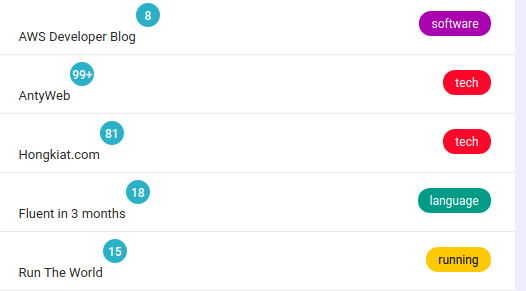 8
software
AWS Developer Blog
99+
tech
AntyWeb
81
tech
Hongkiat.com
18
language
Fluent in 3 months
15
running
Run The World